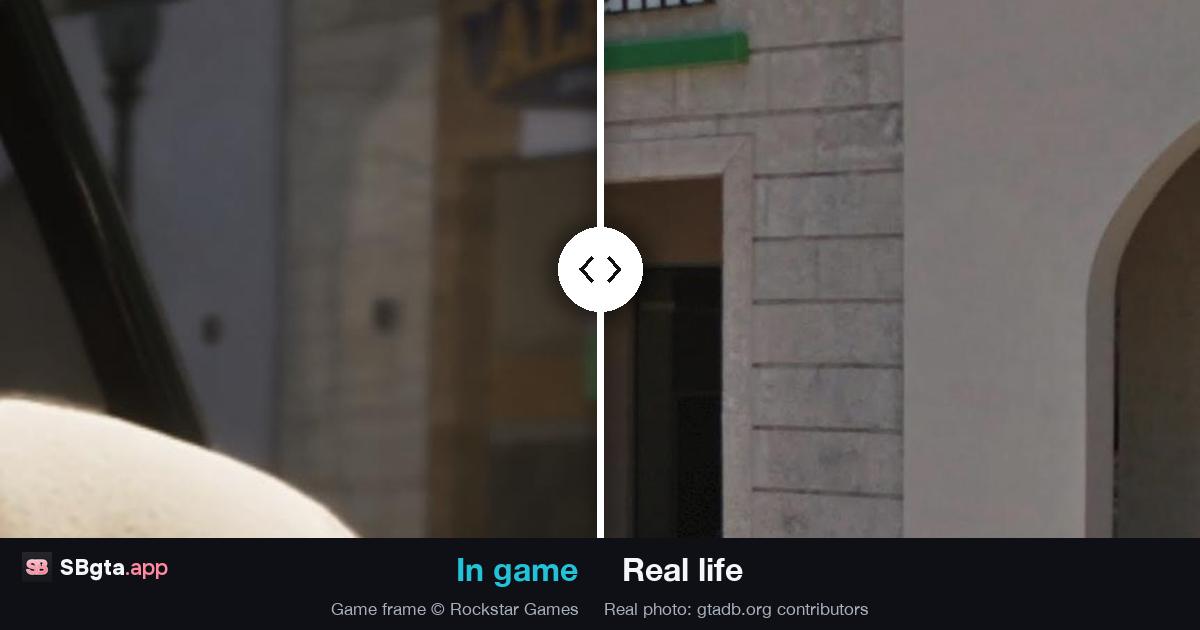 SBgta.app
In game
Real life
Game frame © Rockstar Games
Real photo: gtadb.org contributors